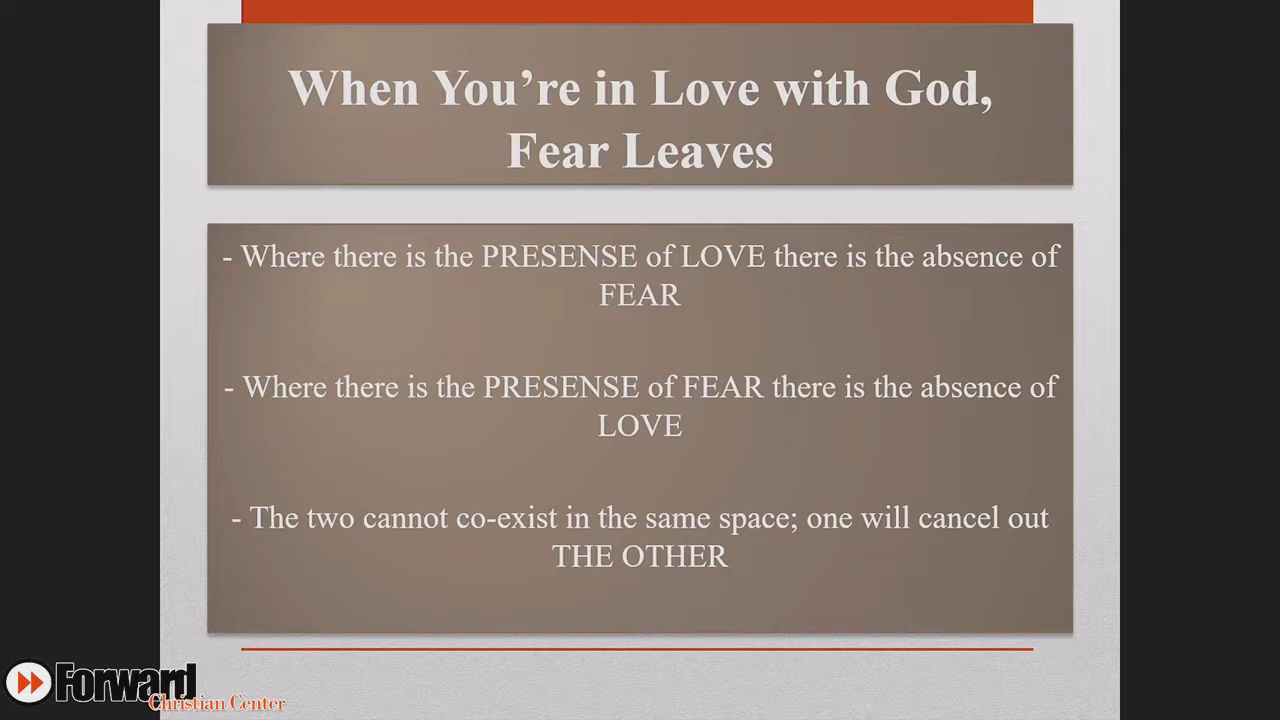 When You’re in Love with God,
Fear Leaves
- Where there is the PRESENSE of LOVE there is the absence of
FEAR
- Where there is the PRESENSE of FEAR there is the absence of
LOVE
- The two cannot co-exist in the same space; one will cancel out
THE OTHER
Forward
Christian Center